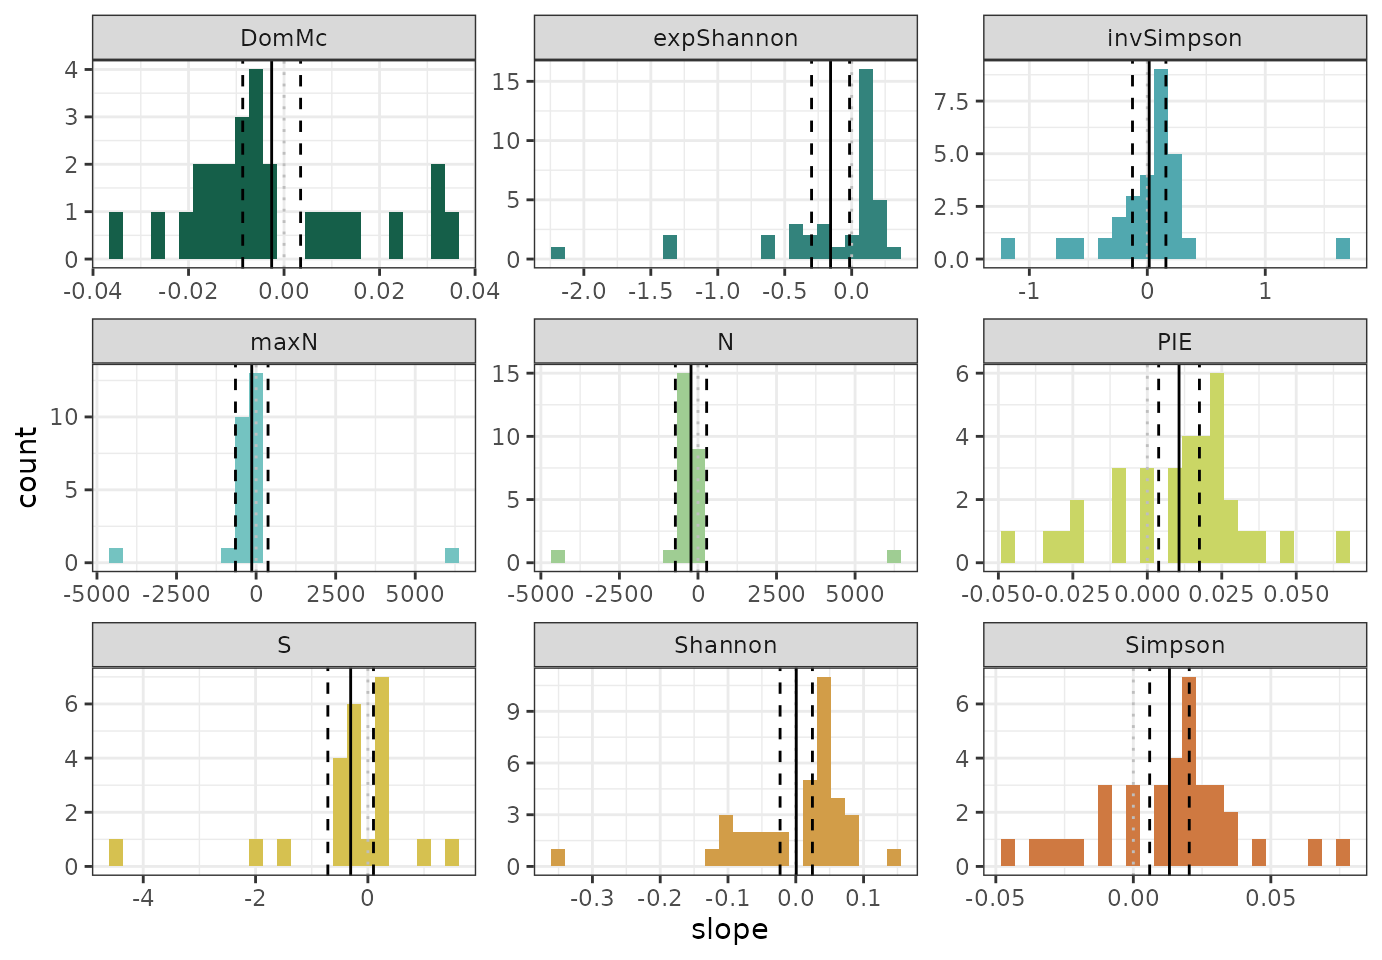 DomMc expShannon invSimpson
4 3 2 1 0
15 10 5 0
7.5 5.0 2.5 0.0
-0.04 -0.02 0.00 0.02 0.04
-2.0 -1.5 -1.0 -0.5 0.0
-1 0 1
maxN N PIE
count
10 5 0
15 10 5 0
6 4 2 0
-5000 -2500 0 2500 5000
-5000 -2500 0 2500 5000
-0.050 -0.025 0.000 0.025 0.050
S Shannon Simpson
6 4 2 0
9 6 3 0
6 4 2 0
-4 -2 0
-0.3 -0.2 -0.1 0.0 0.1
-0.05 0.00 0.05
slope